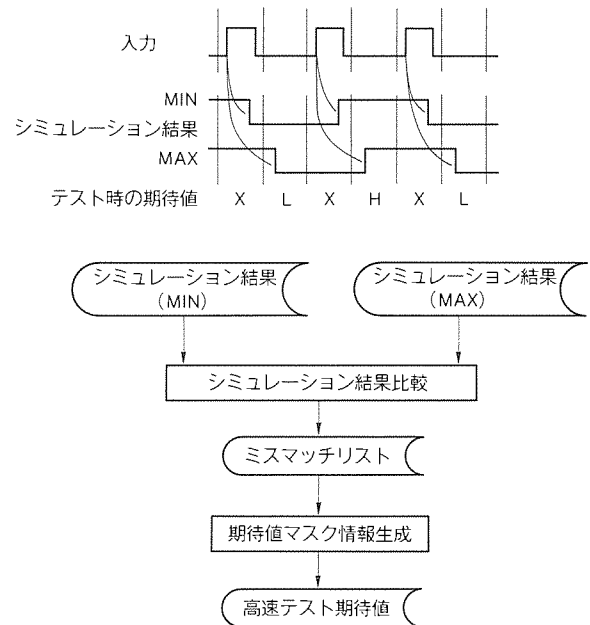 入力
MIN
シミュレーション結果
MAX
テスト時の期待値 X L X H X L
シミュレーション結果
（MIN）
シミュレーション結果
（MAX）
シミュレーション結果比較
ミスマッチリスト
期待値マスク情報生成
高速テスト期待値